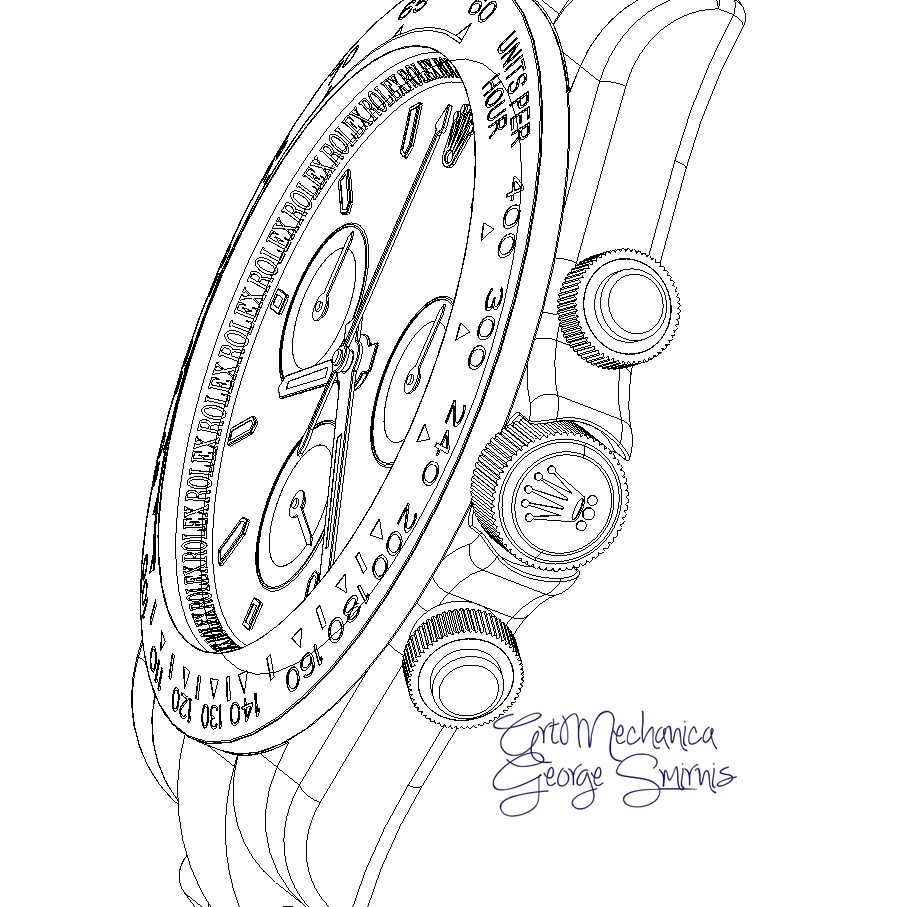 65
60
UNITS PER
HOUR
400
300
240
200
180
160
140
130
120
110
ROLEX ROLEX ROLEX ROLEX ROLEX ROLEX ROLEX ROLEX ROLEX ROLEX ROLEX ROLEX
ArtMechanica
George Smirnis